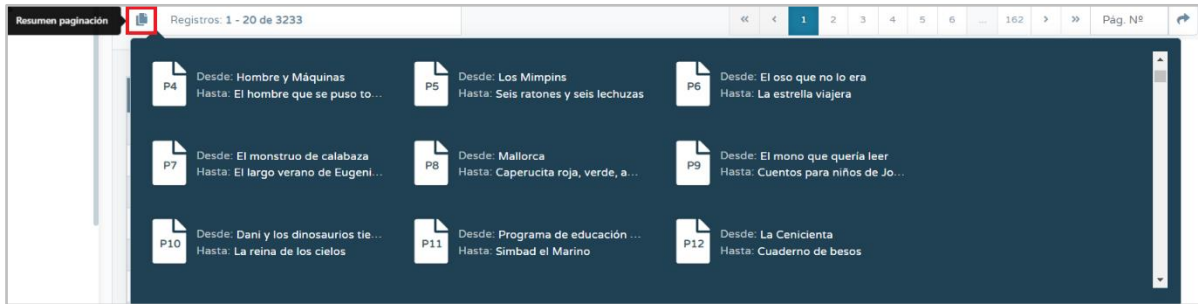 Resumen paginación
Registros: 1 - 20 de 3233
« ‹ 1 2 3 4 5 6 ... 162 › » Pág. Nº
P4 Desde: Hombre y Máquinas
Hasta: El hombre que se puso to...
P5 Desde: Los Mimpins
Hasta: Seis ratones y seis lechuzas
P6 Desde: El oso que no lo era
Hasta: La estrella viajera
P7 Desde: El monstruo de calabaza
Hasta: El largo verano de Eugeni...
P8 Desde: Mallorca
Hasta: Caperucita roja, verde, a...
P9 Desde: El mono que quería leer
Hasta: Cuentos para niños de Jo...
P10 Desde: Dani y los dinosaurios tie...
Hasta: La reina de los cielos
P11 Desde: Programa de educación ...
Hasta: Simbad el Marino
P12 Desde: La Cenicienta
Hasta: Cuaderno de besos